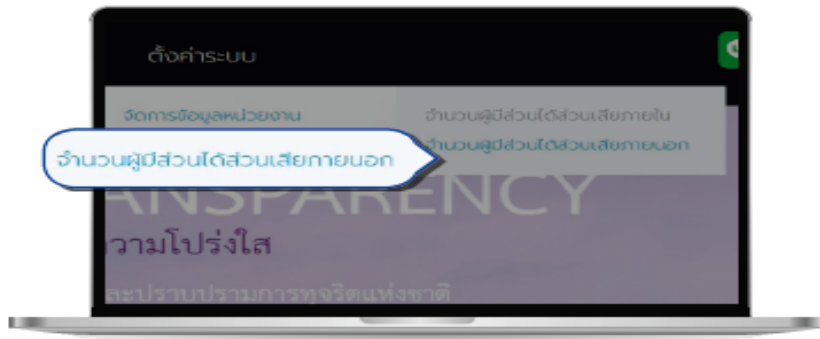 ตั้งค่าระบบ
จัดการข้อมูลหน่วยงาน
จำนวนผู้มีส่วนได้ส่วนเสียภายใน
จำนวนผู้มีส่วนได้ส่วนเสียภายนอก
จำนวนผู้มีส่วนได้ส่วนเสียภายนอก
ANSPARENCY
วามโปร่งใส
ละปราบปรามการทุจริตแห่งชาติ